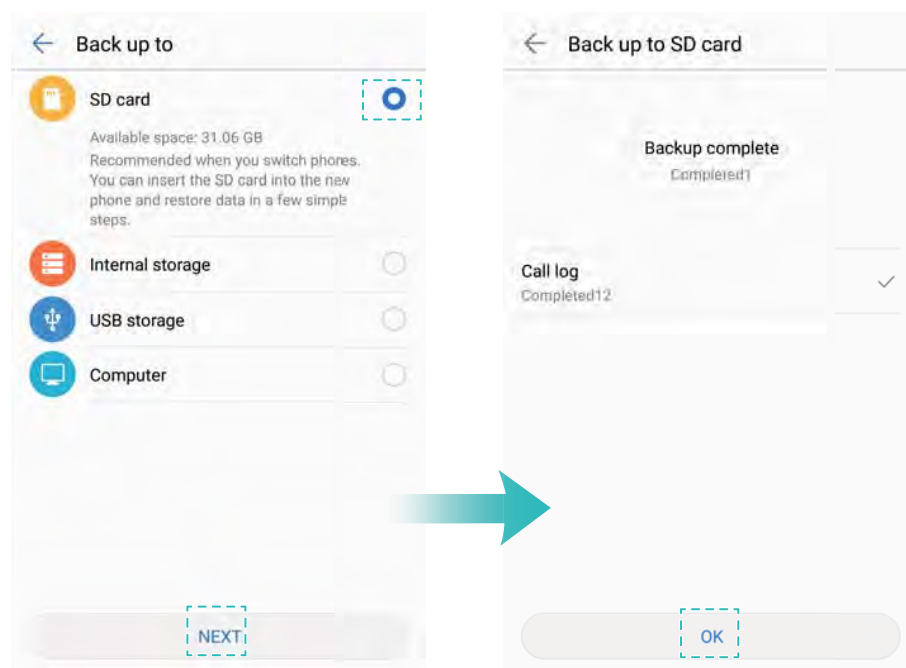 Back up to
SD card
Available space: 31.06 GB
Recommended when you switch phones.
You can insert the SD card into the new
phone and restore data in a few simple
steps.
Internal storage
USB storage
Computer
NEXT
Back up to SD card
Backup complete
Completed1
Call log
Completed12
OK